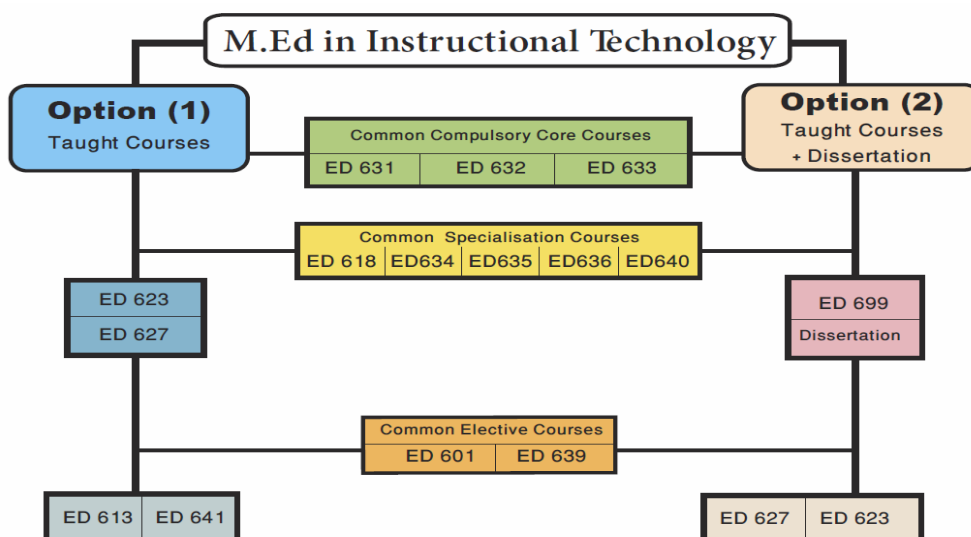 M.Ed in Instructional Technology
Option (1)
Taught Courses
Option (2)
Taught Courses
+ Dissertation
Common Compulsory Core Courses
ED 631 ED 632 ED 633
Common Specialisation Courses
ED 618 ED634 ED635 ED636 ED640
ED 623
ED 627
ED 699
Dissertation
Common Elective Courses
ED 601 ED 639
ED 613 ED 641
ED 627 ED 623